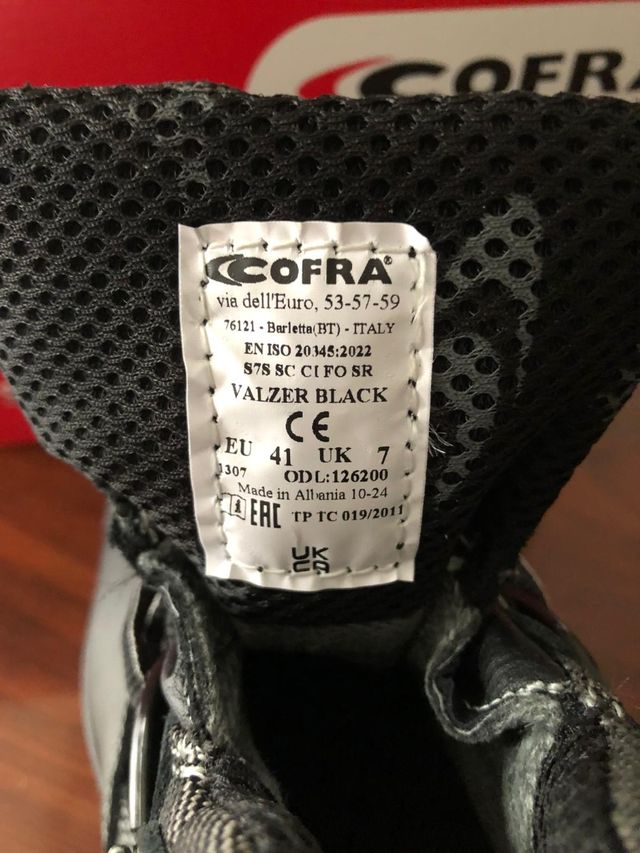 COFRA
COFRA®
via dell'Euro, 53-57-59
76121 - Barletta(BT) - ITALY
EN ISO 20345:2022
S7S SC CI FO SR
VALZER BLACK
CE
EU 41 UK 7
1307 ODL:126200
Made in Albania 10-24
i EAC TP TC 019/2011
UK
CA